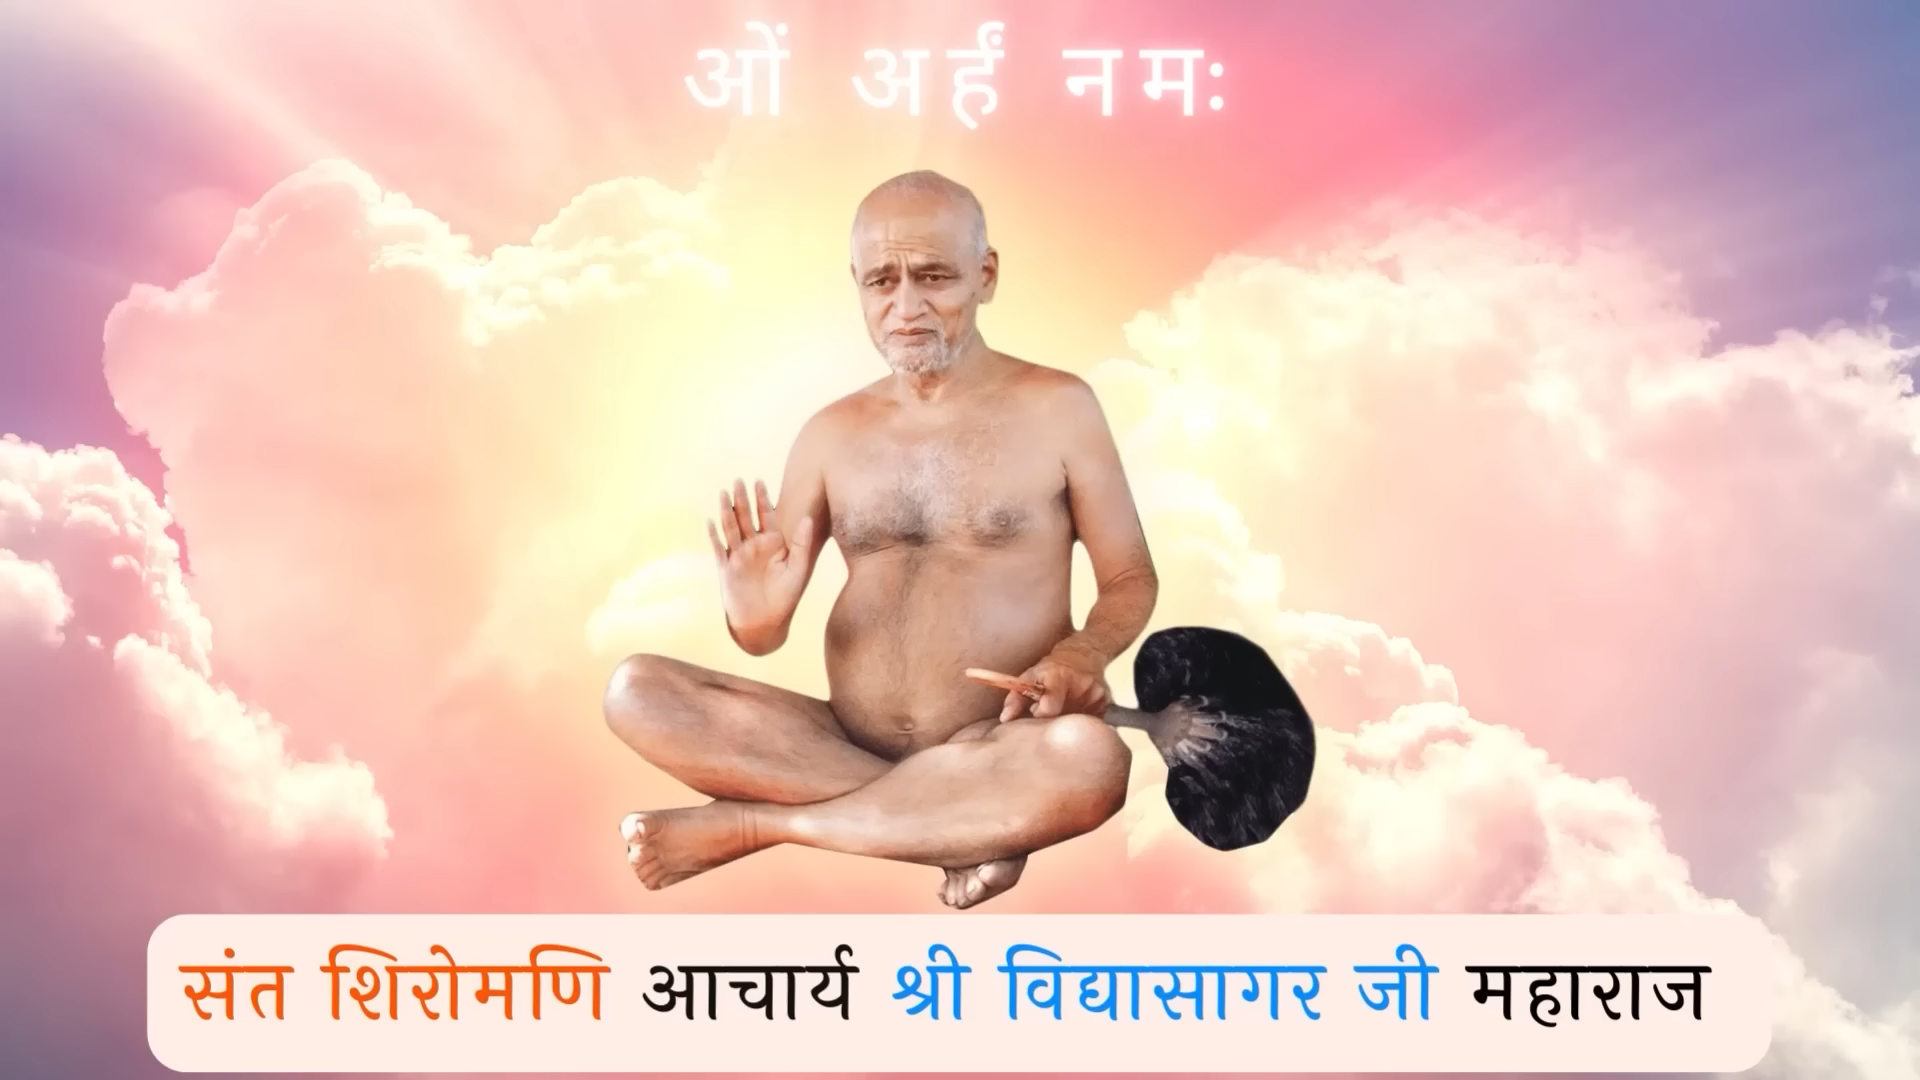 ओं अर्हं नमः
संत शिरोमणि आचार्य श्री विद्यासागर जी महाराज